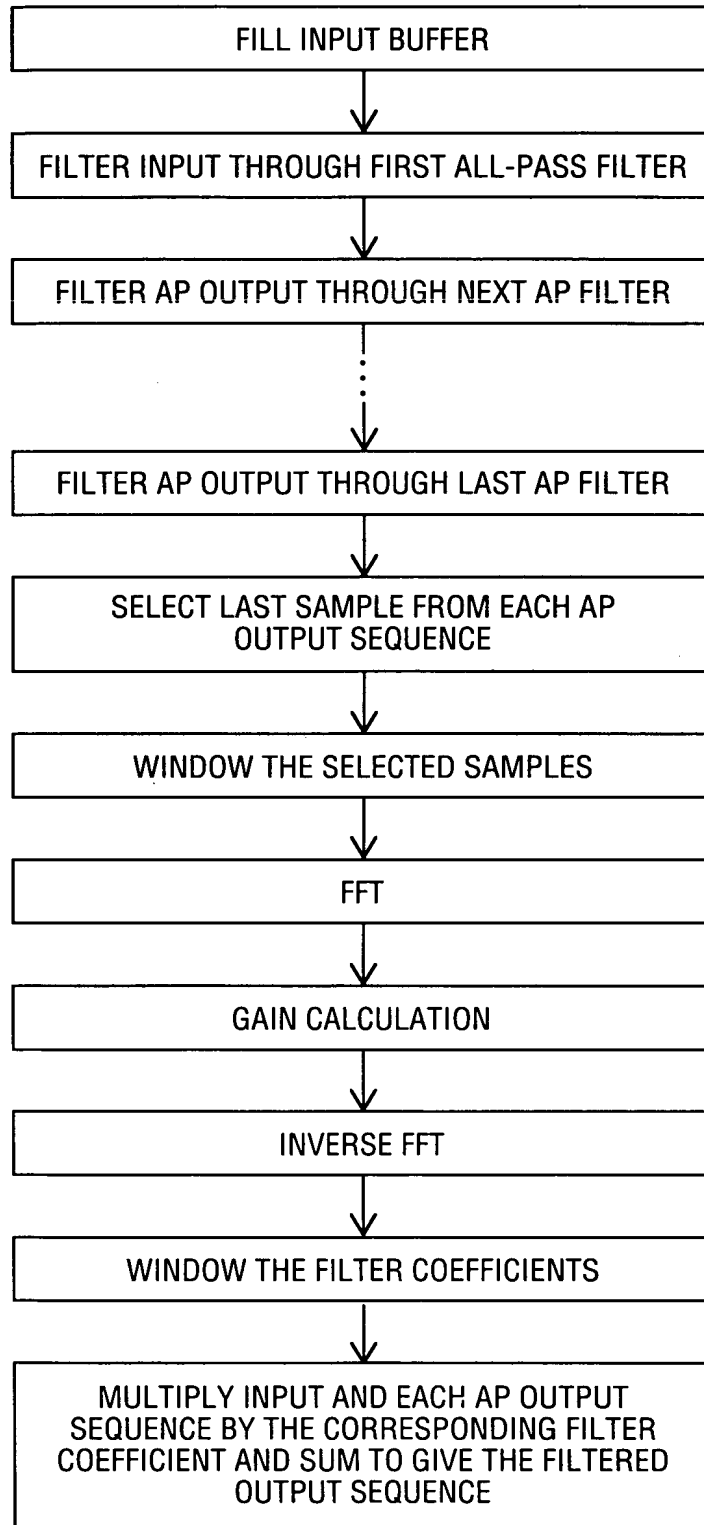 FILL INPUT BUFFER
FILTER INPUT THROUGH FIRST ALL-PASS FILTER
FILTER AP OUTPUT THROUGH NEXT AP FILTER
FILTER AP OUTPUT THROUGH LAST AP FILTER
SELECT LAST SAMPLE FROM EACH AP
OUTPUT SEQUENCE
WINDOW THE SELECTED SAMPLES
FFT
GAIN CALCULATION
INVERSE FFT
WINDOW THE FILTER COEFFICIENTS
MULTIPLY INPUT AND EACH AP OUTPUT
SEQUENCE BY THE CORRESPONDING FILTER
COEFFICIENT AND SUM TO GIVE THE FILTERED
OUTPUT SEQUENCE